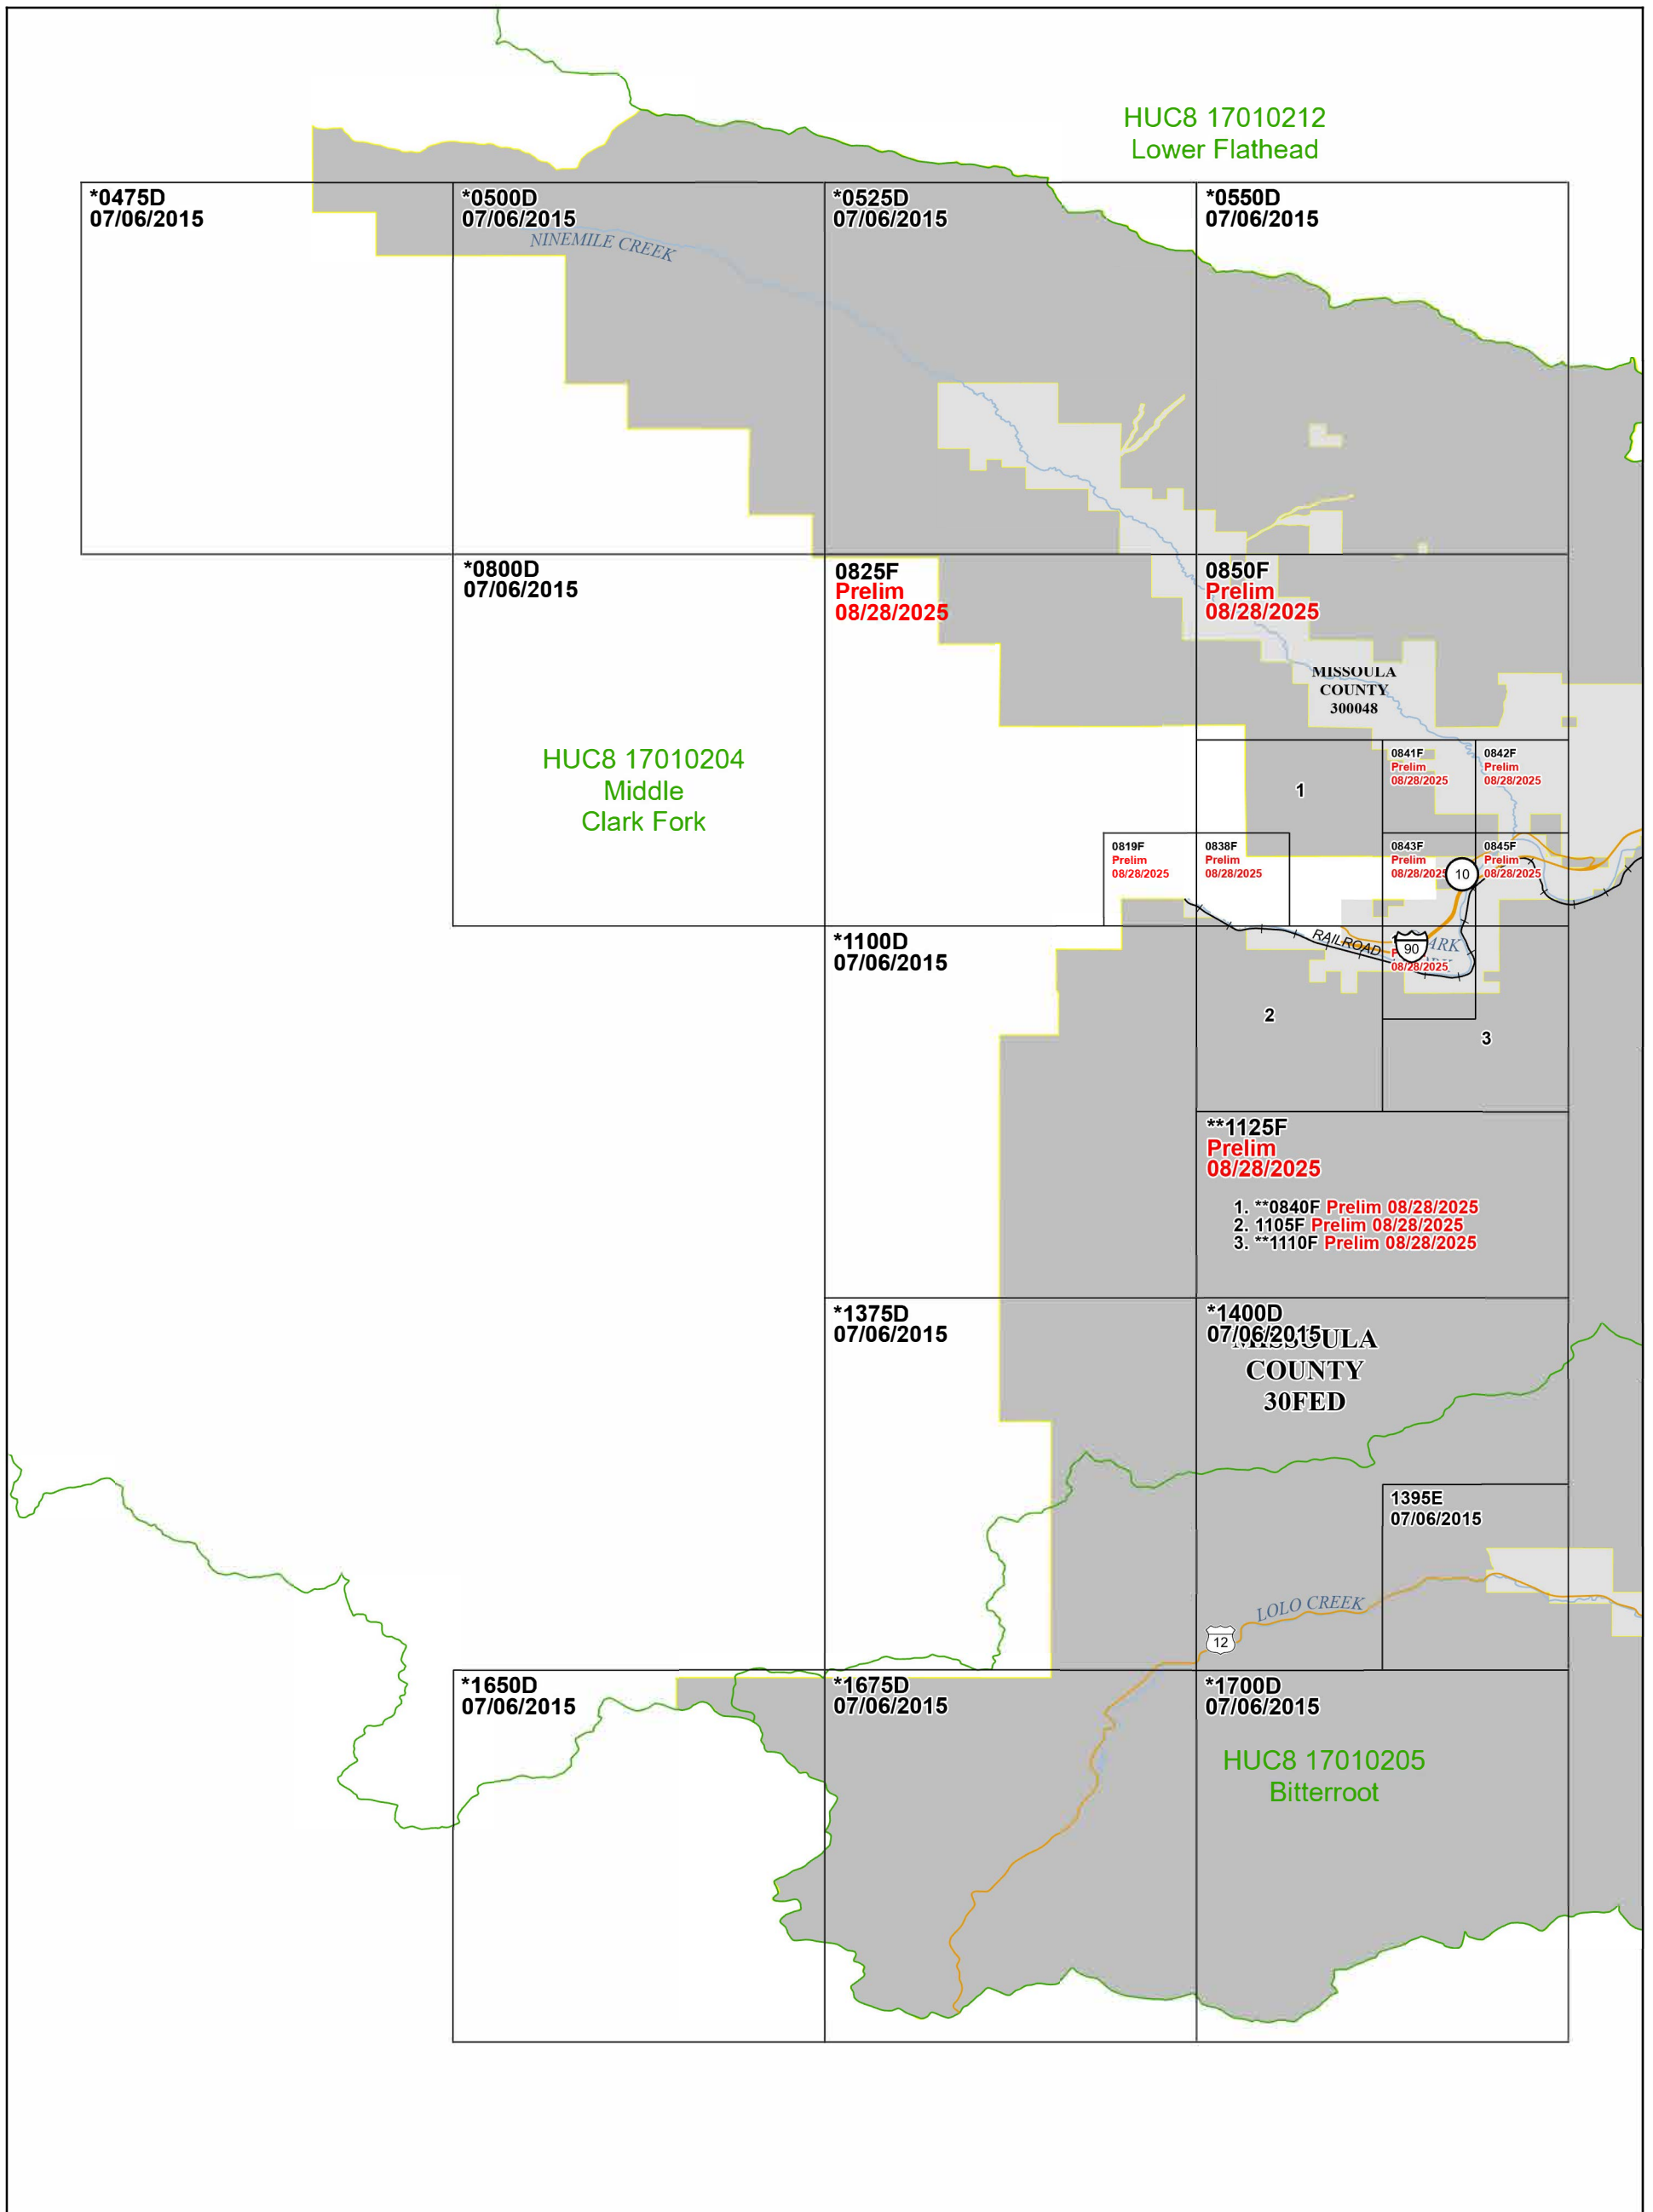 HUC8 17010212
Lower Flathead
*0475D
07/06/2015
*0500D
07/06/2015
*0525D
07/06/2015
*0550D
07/06/2015
NINEMILE CREEK
*0800D
07/06/2015
0825F
Prelim
08/28/2025
0850F
Prelim
08/28/2025
MISSOULA
COUNTY
300048
HUC8 17010204
Middle
Clark Fork
1
0841F
Prelim
08/28/2025
0842F
Prelim
08/28/2025
0819F
Prelim
08/28/2025
0838F
Prelim
08/28/2025
0843F
Prelim
08/28/2025
10
0845F
Prelim
08/28/2025
*1100D
07/06/2015
RAILROAD
90
08/28/2025
2
3
**1125F
Prelim
08/28/2025
1. **0840F Prelim 08/28/2025
2. 1105F Prelim 08/28/2025
3. **1110F Prelim 08/28/2025
*1375D
07/06/2015
*1400D
07/06/2015
MISSOULA
COUNTY
30FED
1395E
07/06/2015
LOLO CREEK
12
*1650D
07/06/2015
*1675D
07/06/2015
*1700D
07/06/2015
HUC8 17010205
Bitterroot